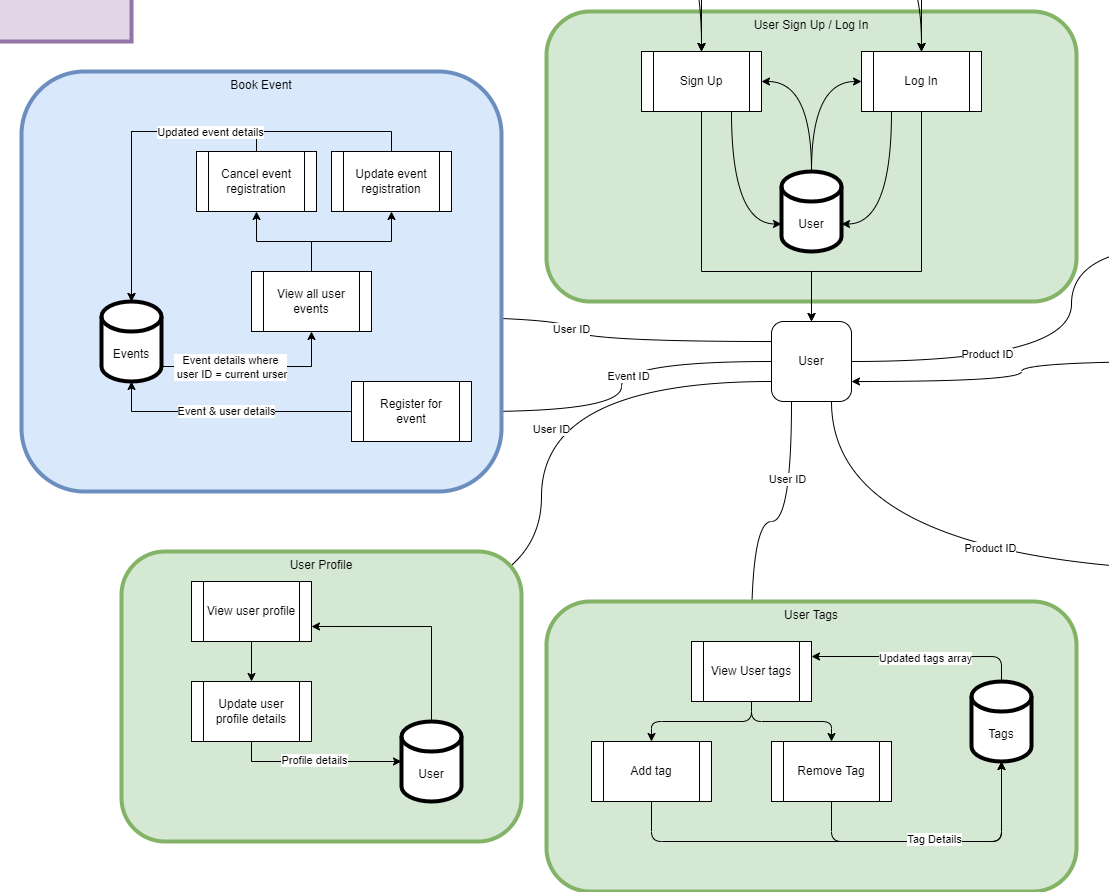 User Sign Up / Log In
Sign Up
Log In
User
Book Event
Updated event details
Cancel event
registration
Update event
registration
View all user
events
Events
Event details where
user ID = current urser
Register for
event
Event & user details
User ID
Event ID
User ID
User
Product ID
User ID
Product ID
User Profile
View user profile
Update user
profile details
Profile details
User
User Tags
View User tags
Updated tags array
Tags
Add tag
Remove Tag
Tag Details